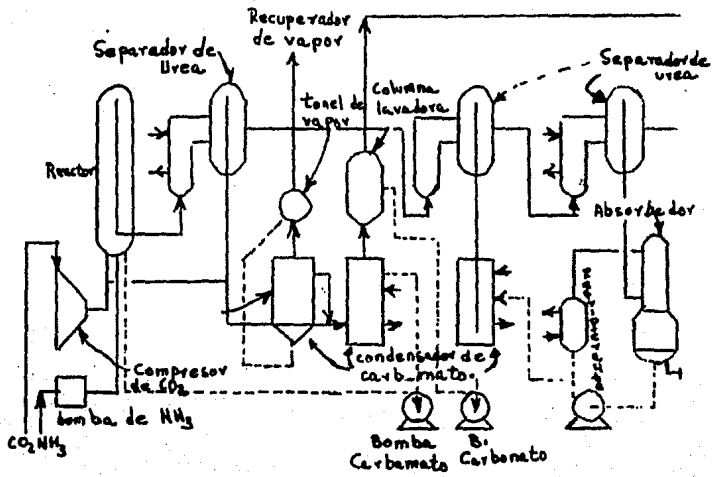 Recuperador
de vapor
Separador de
Urea
tonel de
vapor
Columna
lavadora
Separador de
urea
Reactor
Absorbedor
Compresor
de CO2
condensador de
carbamato.
bomba de NH3
CO2 NH3
Bomba
Carbamato
B.
Carbonato